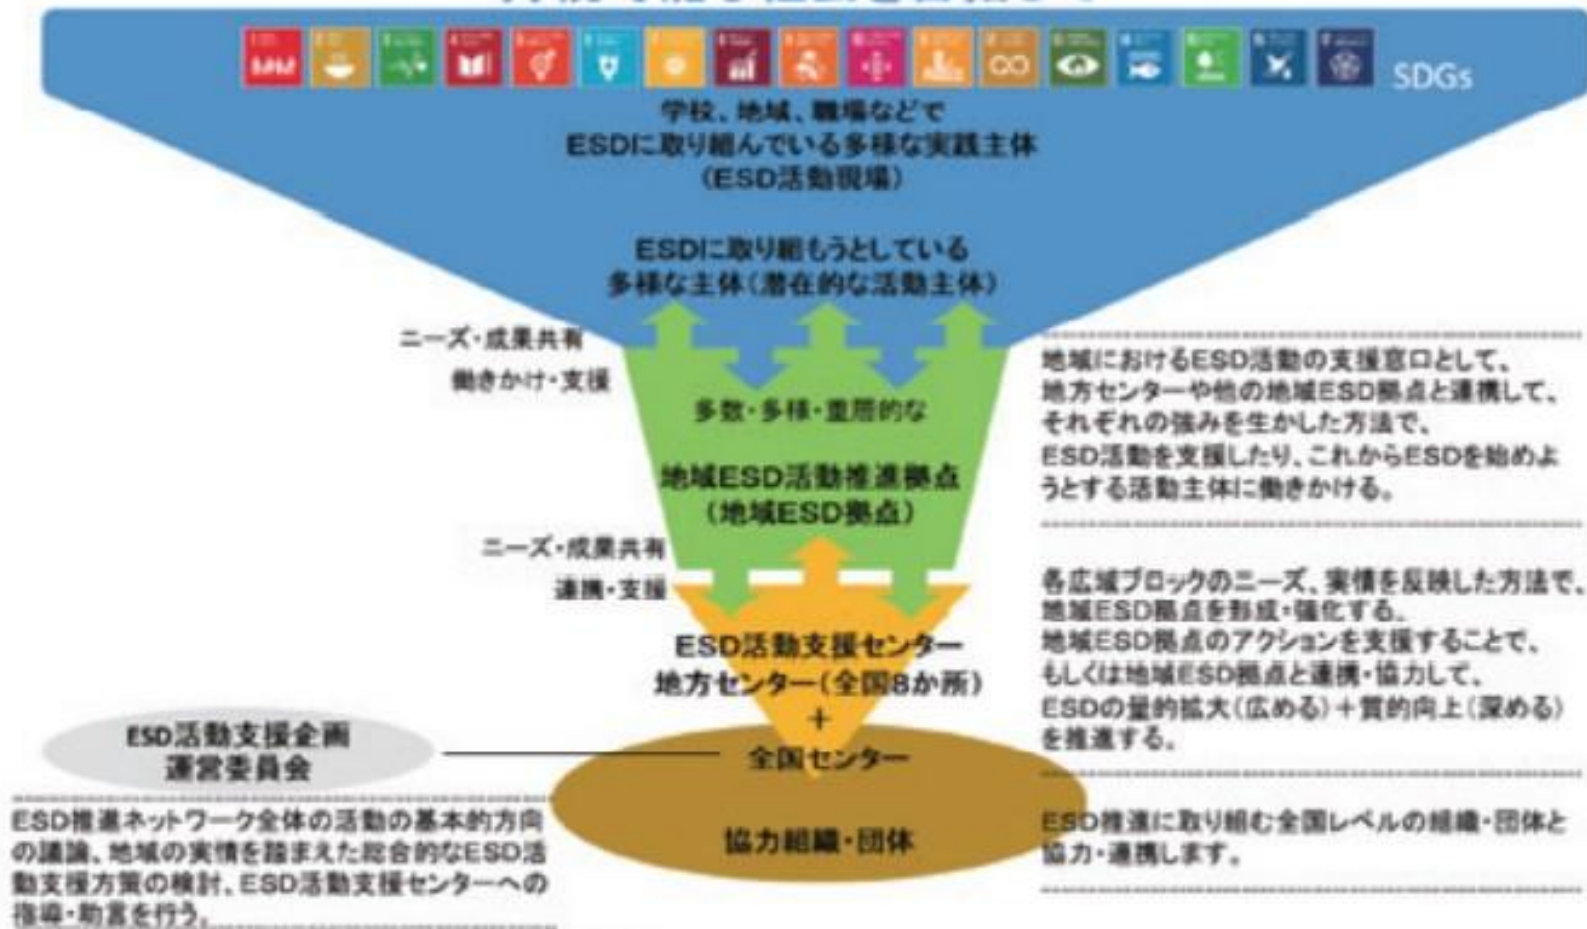 SDGs
学校、地域、職場などで
ESDに取り組んでいる多様な実践主体
(ESD活動現場)
ESDに取り組もうとしている
多様な主体(潜在的な活動主体)
ニーズ・成果共有
働きかけ・支援
多数・多様・重層的な
地域ESD活動推進拠点
(地域ESD拠点)
地域におけるESD活動の支援窓口として、
地方センターや他の地域ESD拠点と連携して、
それぞれの強みを生かした方法で、
ESD活動を支援したり、これからESDを始めよ
うとする活動主体に働きかける。
ニーズ・成果共有
連携・支援
ESD活動支援センター
地方センター(全国8か所)
+
全国センター
各広域ブロックのニーズ、実情を反映した方法で、
地域ESD拠点を形成・強化する。
地域ESD拠点のアクションを支援することで、
もしくは地域ESD拠点と連携・協力して、
ESDの量的拡大(広める)+質的向上(深める)
を推進する。
ESD活動支援企画
運営委員会
ESD推進ネットワーク全体の活動の基本的方向
の議論、地域の実情を踏まえた総合的なESD活
動支援方策の検討、ESD活動支援センターへの
指導・助言を行う。
協力組織・団体
ESD推進に取り組む全国レベルの組織・団体と
協力・連携します。